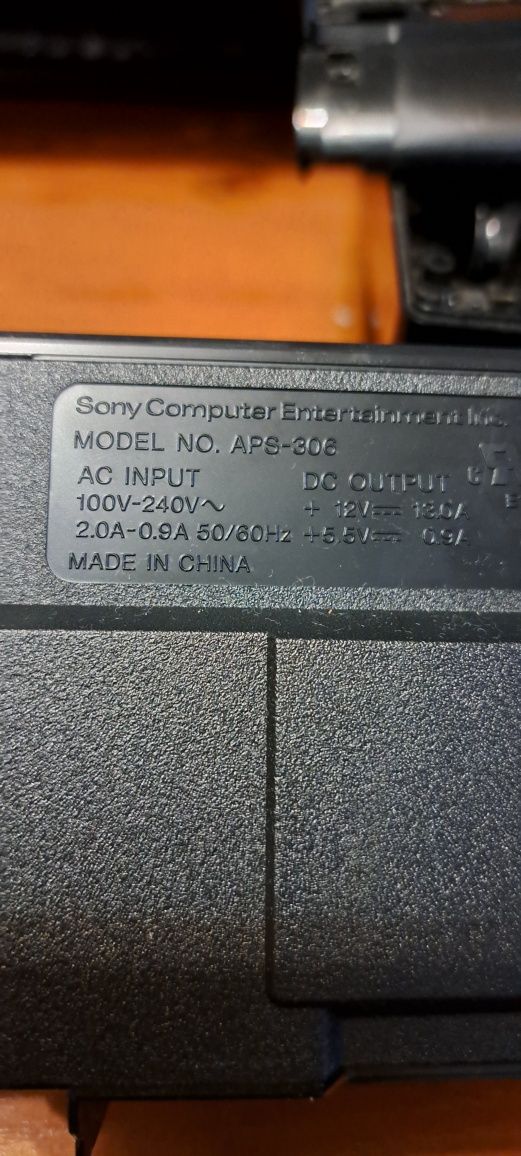 Sony Computer Entertainment Inc.
MODEL NO. APS-306
AC INPUT
100V-240V∿
2.0A-0.9A 50/60Hz
DC OUTPUT
+ 12V⎓ 13.0A
+5.5V⎓ 0.9A
MADE IN CHINA